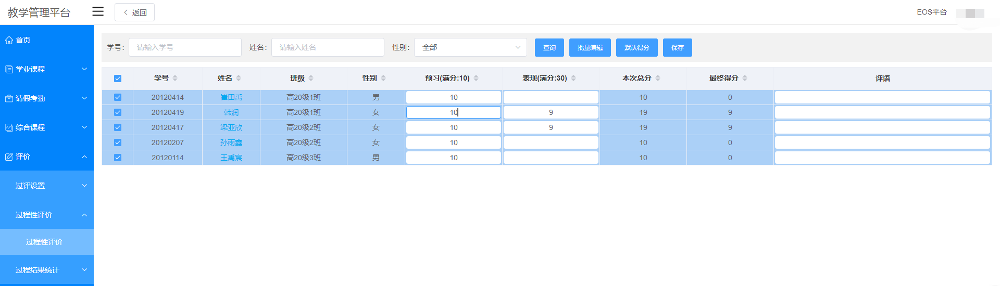 教学管理平台
返回
EOS平台
首页
学业课程
请假考勤
综合课程
评价
过评设置
过程性评价
过程性评价
过程结果统计
学号: 请输入学号 姓名: 请输入姓名 性别: 全部 查询 批量编辑 默认得分 保存
学号 姓名 班级 性别 预习(满分:10) 表现(满分:30) 本次总分 最终得分 评语
20120414 崔田禹 高20级1班 男 10 10 0
20120419 韩润 高20级1班 女 10 9 19 9
20120417 梁亚欣 高20级2班 女 10 9 19 9
20120207 孙雨鑫 高20级2班 女 10 10 0
20120114 王禹宸 高20级3班 男 10 10 0